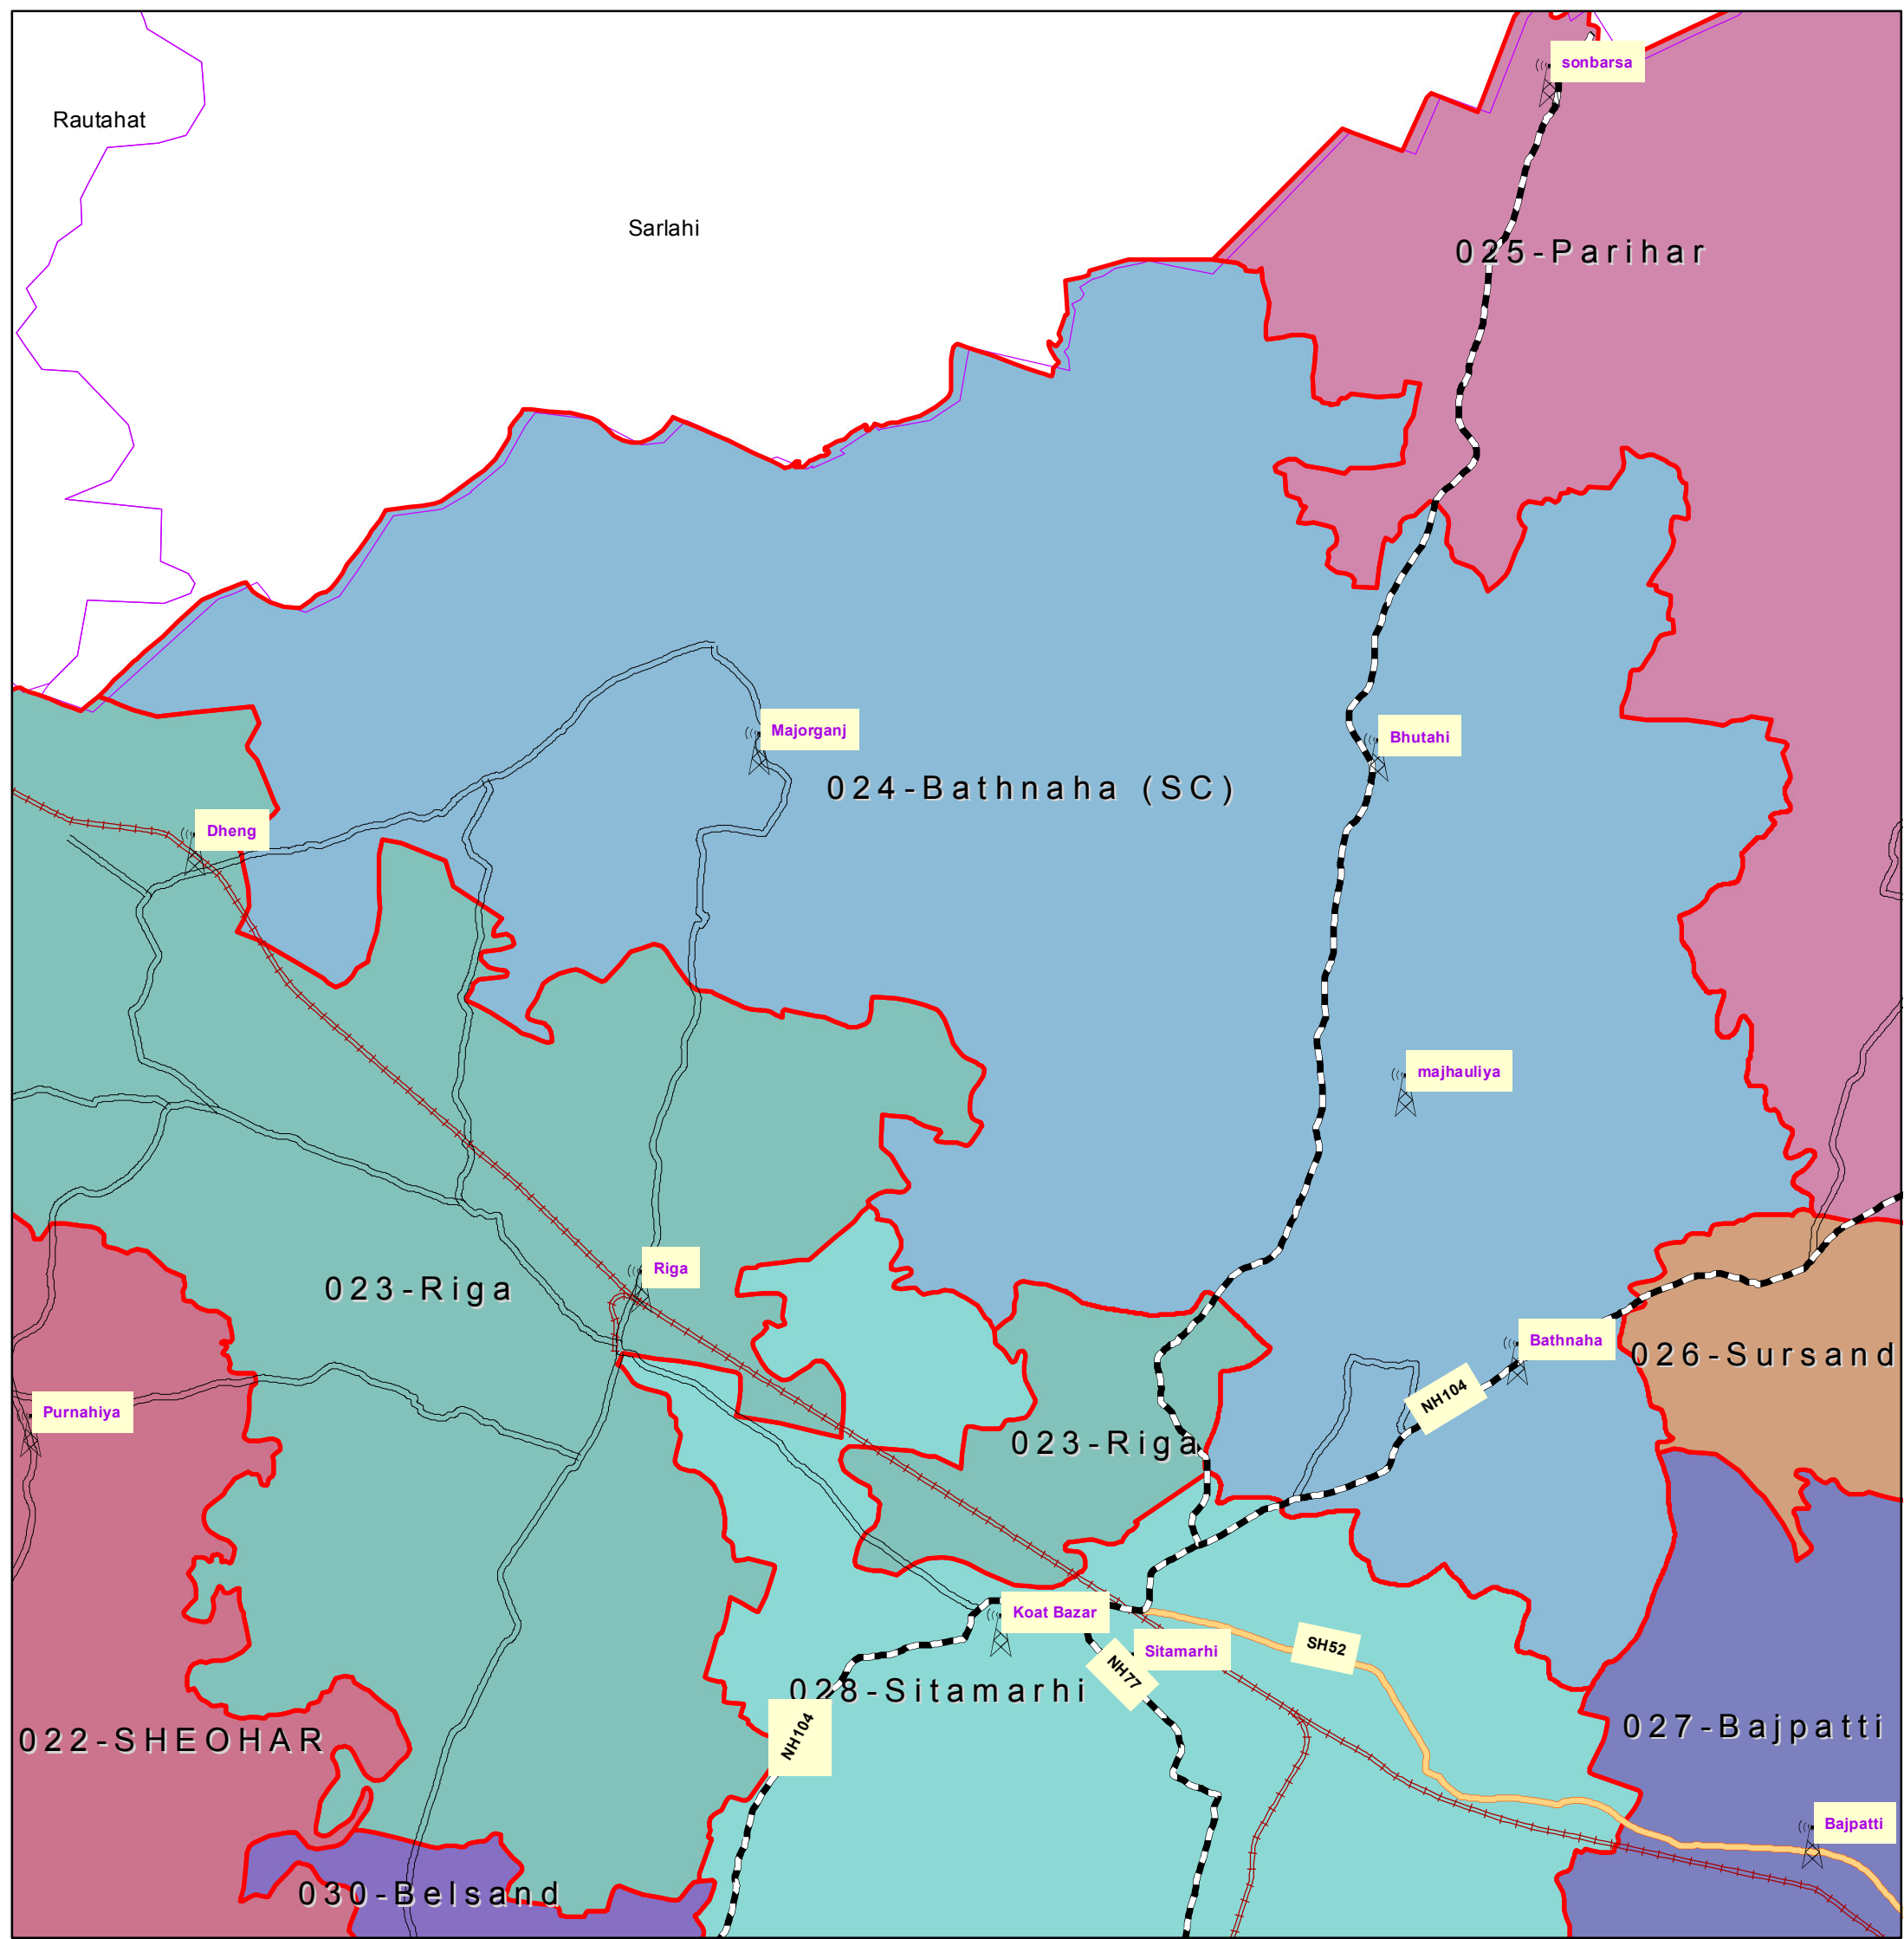 sonbarsa
Rautahat
Sarlahi
025-Parihar
Majorganj
Bhutahi
024-Bathnaha (SC)
Dheng
majhauliya
Riga
023-Riga
Bathnaha
026-Sursand
NH104
Purnahiya
023-Riga
Koat Bazar
SH52
Sitamarhi
NH77
028-Sitamarhi
NH104
022-SHEOHAR
027-Bajpatti
Bajpatti
030-Belsand